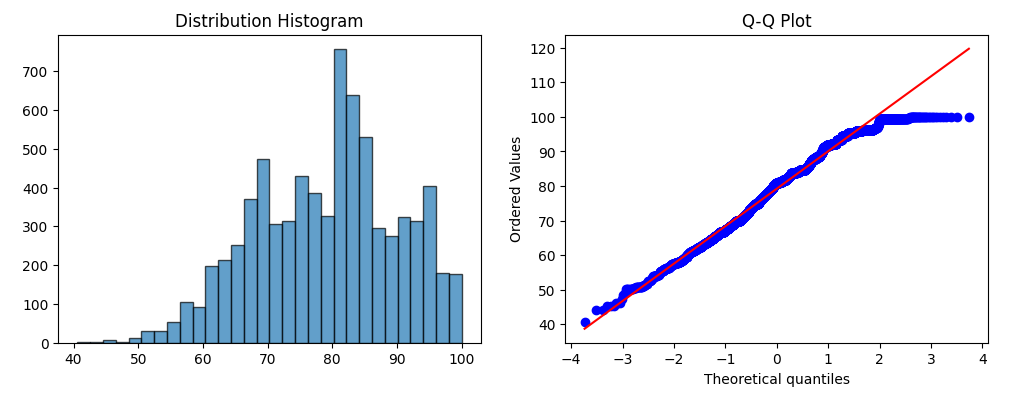 Distribution Histogram
700
600
500
400
300
200
100
0
40 50 60 70 80 90 100
Q-Q Plot
Ordered Values
120
110
100
90
80
70
60
50
40
−4 −3 −2 −1 0 1 2 3 4
Theoretical quantiles